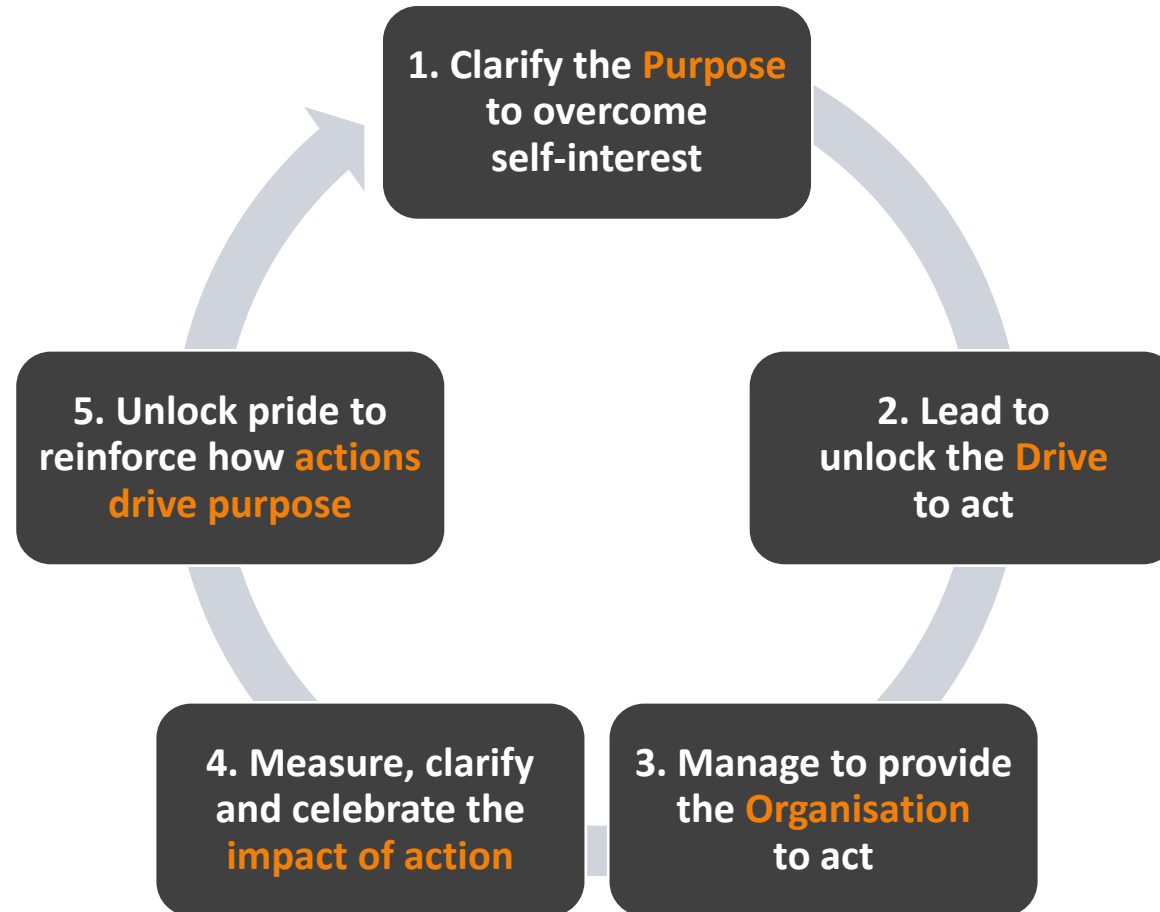 1. Clarify the Purpose
to overcome
self-interest
2. Lead to
unlock the Drive
to act
3. Manage to provide
the Organisation
to act
4. Measure, clarify
and celebrate the
impact of action
5. Unlock pride to
reinforce how actions
drive purpose